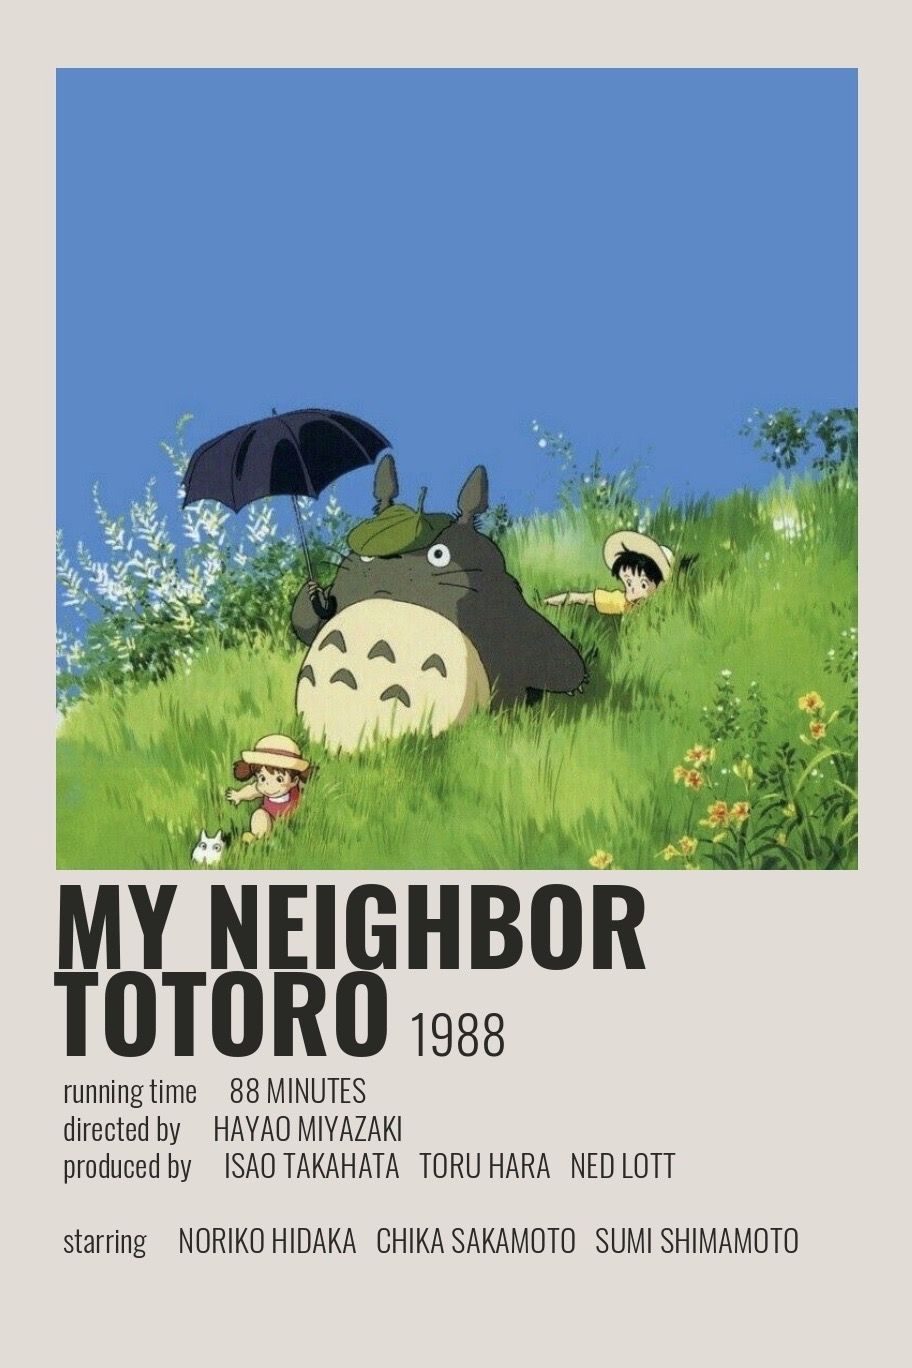 MY NEIGHBOR
TOTORO 1988
running time 88 MINUTES
directed by HAYAO MIYAZAKI
produced by ISAO TAKAHATA TORU HARA NED LOTT
starring NORIKO HIDAKA CHIKA SAKAMOTO SUMI SHIMAMOTO